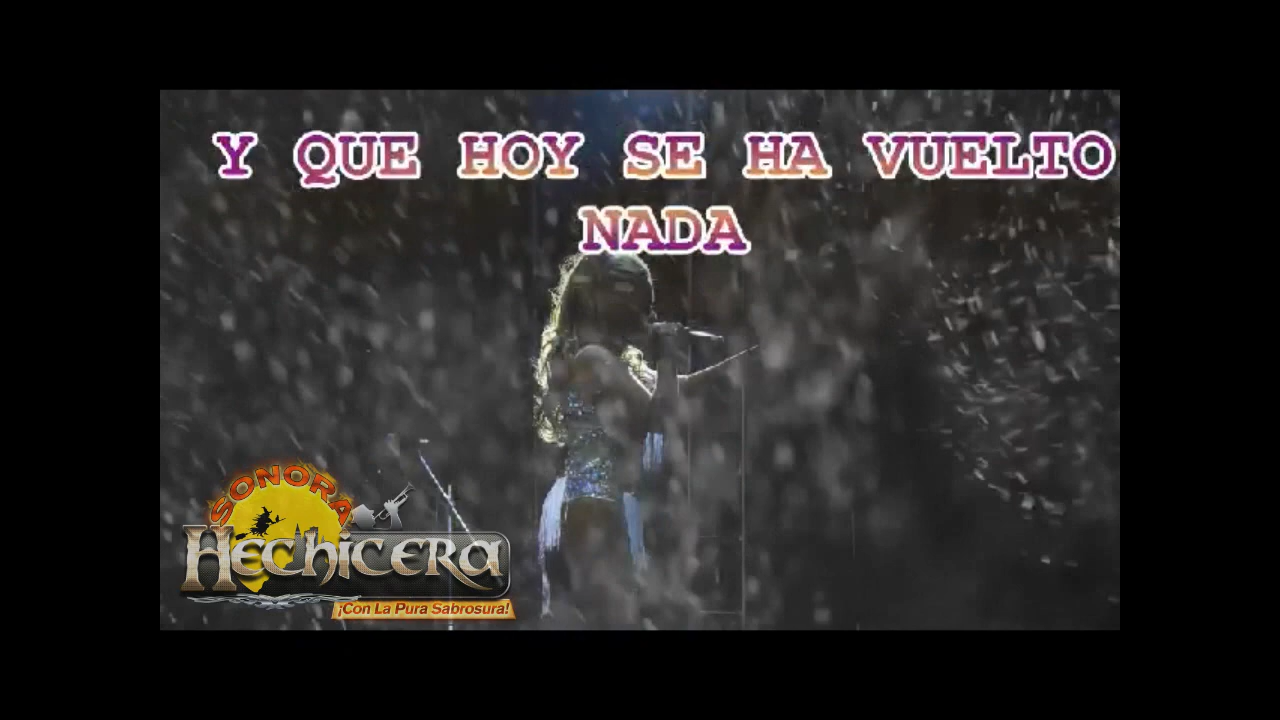 Y QUE HOY SE HA VUELTO
NADA
SONORA
HECHICERA
¡Con La Pura Sabrosura!